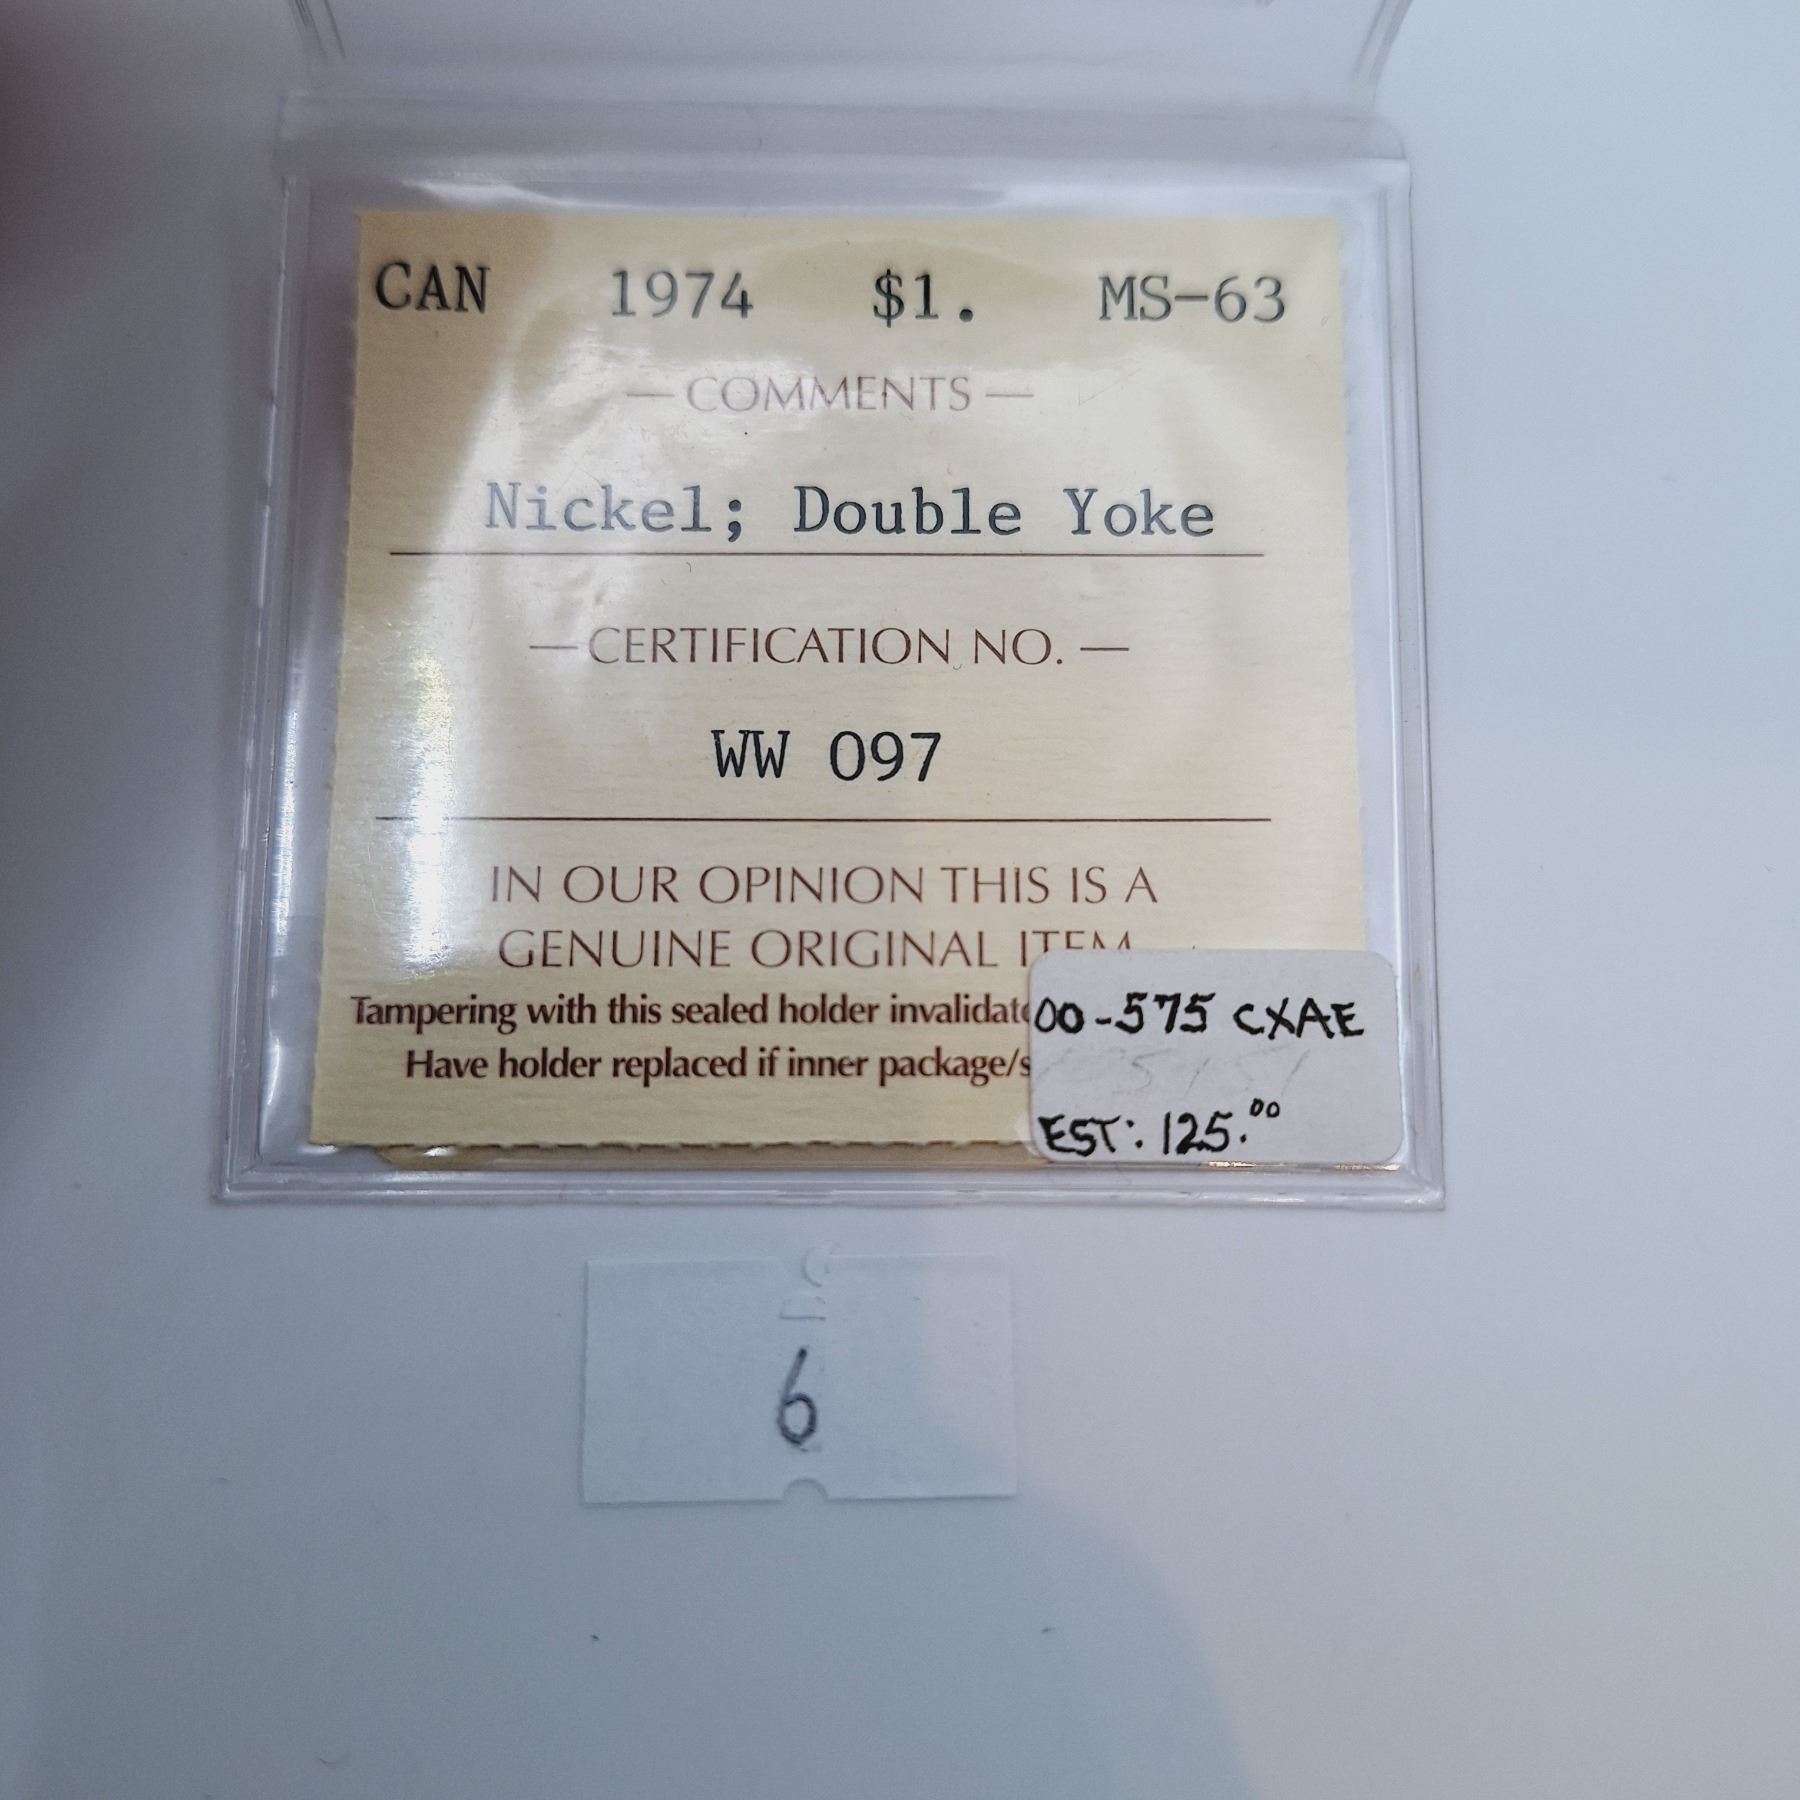 CAN 1974 $1. MS-63
— COMMENTS —
Nickel; Double Yoke
— CERTIFICATION NO. —
WW 097
IN OUR OPINION THIS IS A
GENUINE ORIGINAL ITEM
Tampering with this sealed holder
Have holder replaced if inner
00-575 CXAE
EST: 125.00
6